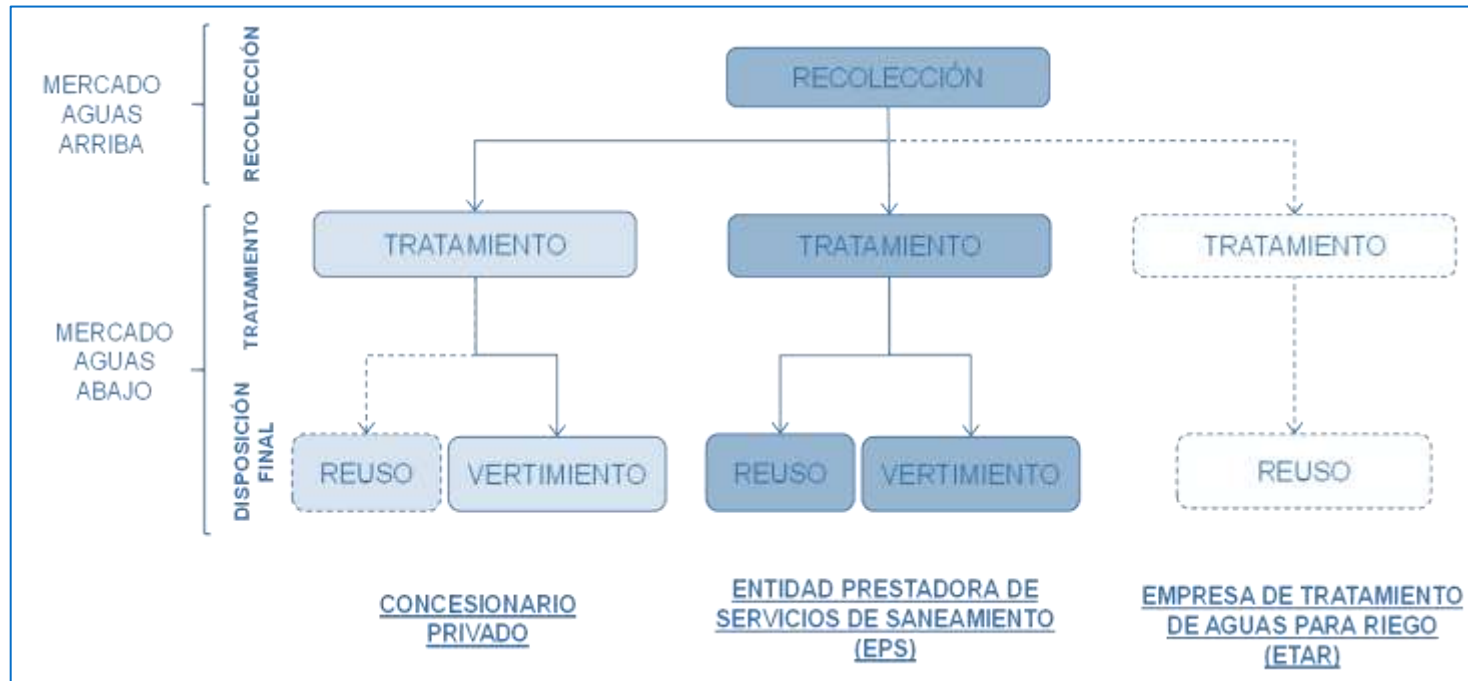 MERCADO
AGUAS
ARRIBA
RECOLECCIÓN
RECOLECCIÓN
MERCADO
AGUAS
ABAJO
TRATAMIENTO
TRATAMIENTO
TRATAMIENTO
TRATAMIENTO
DISPOSICIÓN
FINAL
REUSO
VERTIMIENTO
REUSO
VERTIMIENTO
REUSO
CONCESIONARIO
PRIVADO
ENTIDAD PRESTADORA DE
SERVICIOS DE SANEAMIENTO
(EPS)
EMPRESA DE TRATAMIENTO
DE AGUAS PARA RIEGO
(ETAR)